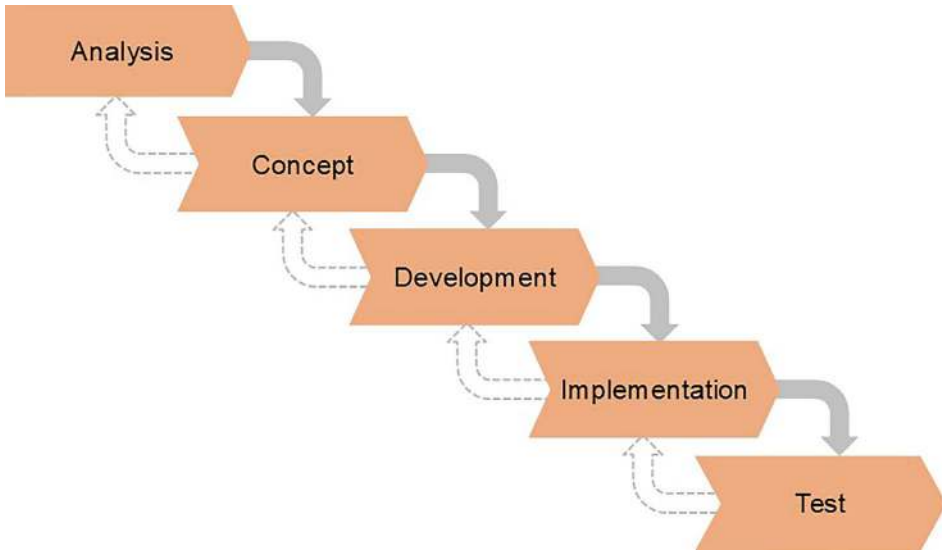 Analysis
Concept
Development
Implementation
Test